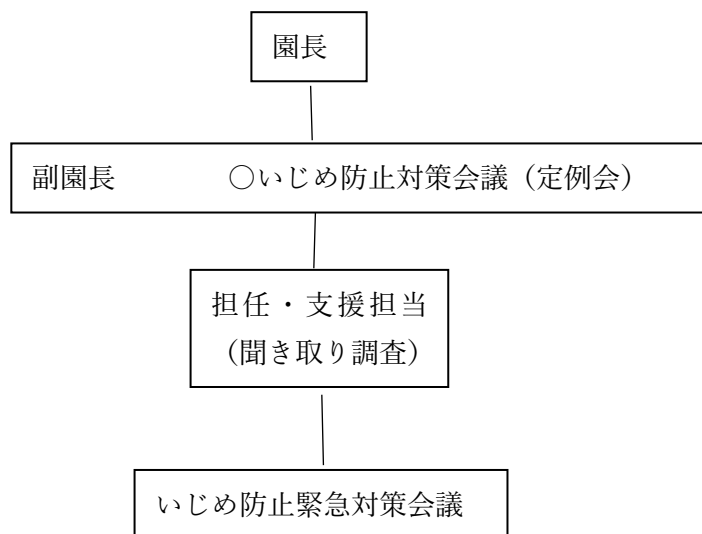 園長
副園長　　　　○いじめ防止対策会議（定例会）
担任・支援担当
（聞き取り調査）
いじめ防止緊急対策会議